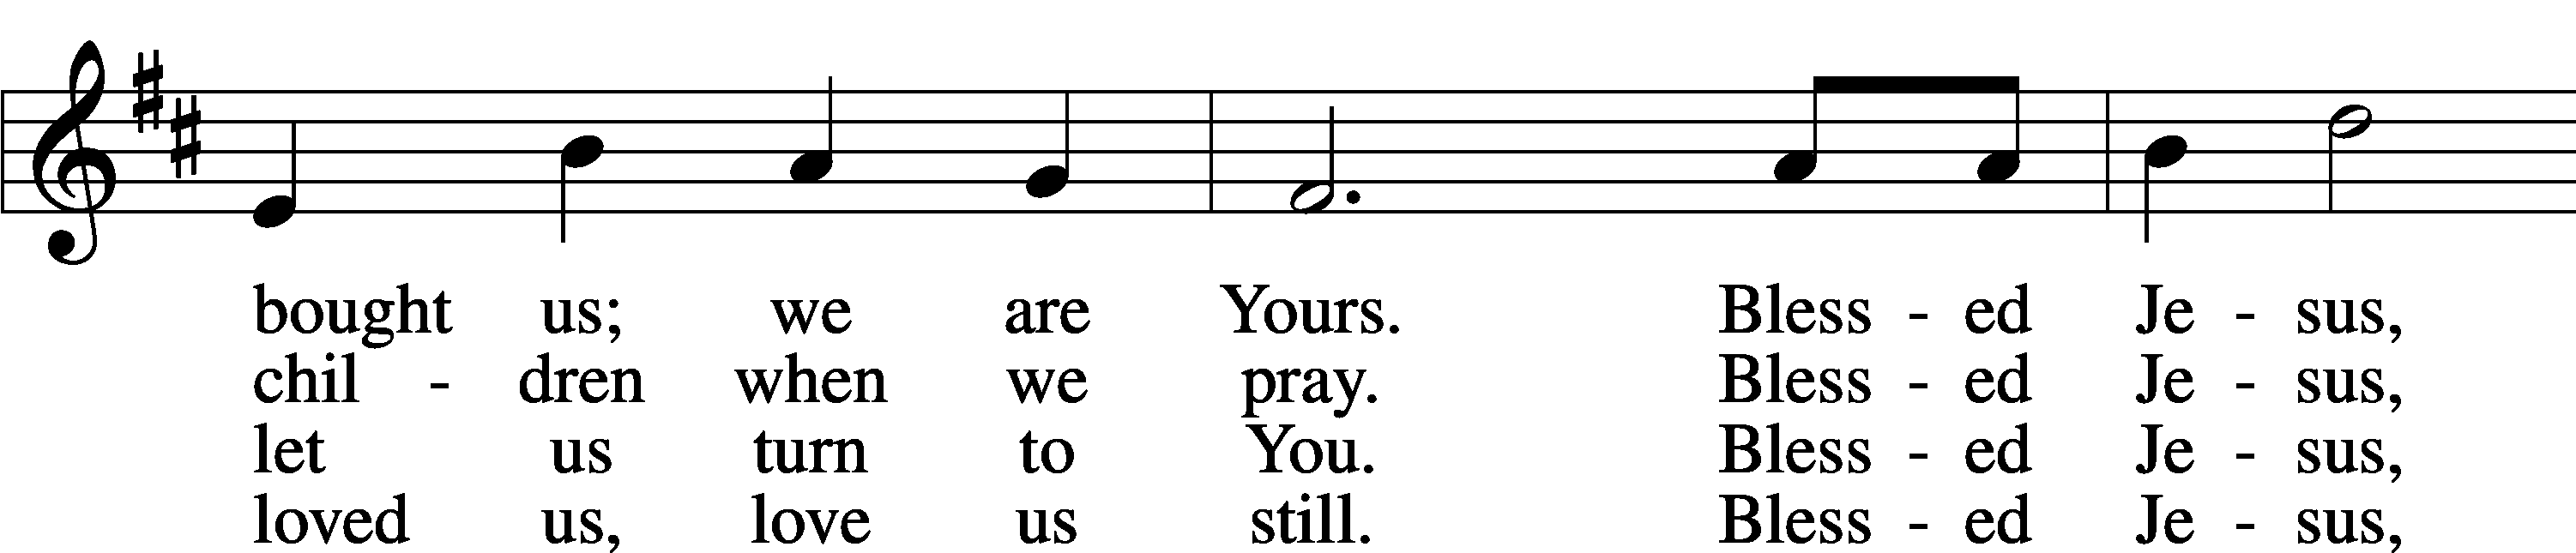 bought us; we are Yours. Bless - ed Je - sus,
chil - dren when we pray. Bless - ed Je - sus,
let us turn to You. Bless - ed Je - sus,
loved us, love us still. Bless - ed Je - sus,